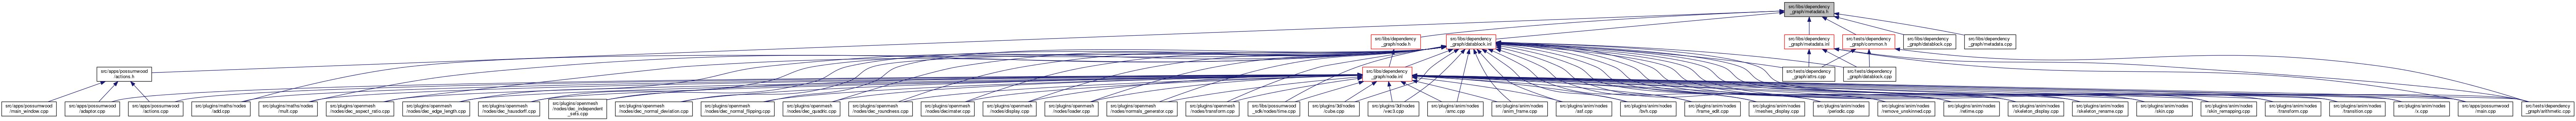 src/libs/dependency
_graph/metadata.h
src/libs/dependency
_graph/node.h
src/libs/dependency
_graph/datablock.inl
src/libs/dependency
_graph/metadata.inl
src/tests/dependency
_graph/common.h
src/libs/dependency
_graph/datablock.cpp
src/libs/dependency
_graph/metadata.cpp
src/apps/possumwood
/actions.h
src/libs/dependency
_graph/node.inl
src/tests/dependency
_graph/attrs.cpp
src/tests/dependency
_graph/datablock.cpp
src/apps/possumwood
/main_window.cpp
src/apps/possumwood
/adaptor.cpp
src/apps/possumwood
/actions.cpp
src/plugins/maths/nodes
/add.cpp
src/plugins/maths/nodes
/mult.cpp
src/plugins/openmesh
/nodes/dec_aspect_ratio.cpp
src/plugins/openmesh
/nodes/dec_edge_length.cpp
src/plugins/openmesh
/nodes/dec_hausdorff.cpp
src/plugins/openmesh
/nodes/dec_independent
_sets.cpp
src/plugins/openmesh
/nodes/dec_normal_deviation.cpp
src/plugins/openmesh
/nodes/dec_normal_flipping.cpp
src/plugins/openmesh
/nodes/dec_quadric.cpp
src/plugins/openmesh
/nodes/dec_roundness.cpp
src/plugins/openmesh
/nodes/decimater.cpp
src/plugins/openmesh
/nodes/display.cpp
src/plugins/openmesh
/nodes/loader.cpp
src/plugins/openmesh
/nodes/normals_generator.cpp
src/plugins/openmesh
/nodes/transform.cpp
src/libs/possumwood
_sdk/nodes/time.cpp
src/plugins/3d/nodes
/cube.cpp
src/plugins/3d/nodes
/vec3.cpp
src/plugins/anim/nodes
/amc.cpp
src/plugins/anim/nodes
/anim_frame.cpp
src/plugins/anim/nodes
/asf.cpp
src/plugins/anim/nodes
/bvh.cpp
src/plugins/anim/nodes
/frame_edit.cpp
src/plugins/anim/nodes
/meshes_display.cpp
src/plugins/anim/nodes
/periodic.cpp
src/plugins/anim/nodes
/remove_unskinned.cpp
src/plugins/anim/nodes
/retime.cpp
src/plugins/anim/nodes
/skeleton_display.cpp
src/plugins/anim/nodes
/skeleton_rename.cpp
src/plugins/anim/nodes
/skin.cpp
src/plugins/anim/nodes
/skin_remapping.cpp
src/plugins/anim/nodes
/transform.cpp
src/plugins/anim/nodes
/transition.cpp
src/plugins/anim/nodes
/x.cpp
src/apps/possumwood
/main.cpp
src/tests/dependency
_graph/arithmetic.cpp